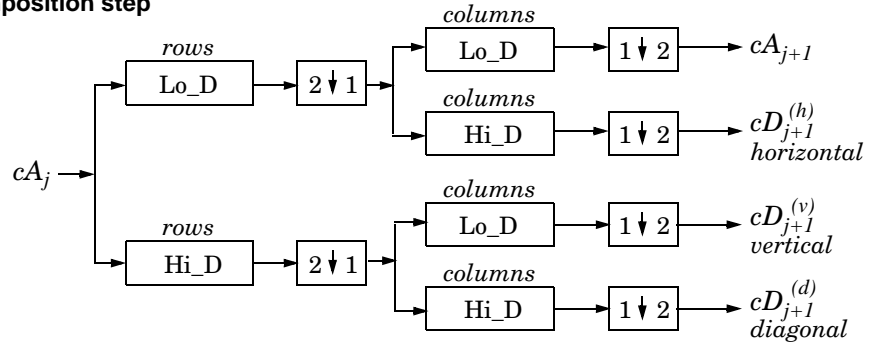 position step
columns
rows
Lo_D
1 ↓ 2
cA_{j+1}
Lo_D
2 ↓ 1
columns
Hi_D
1 ↓ 2
cD_{j+1}^{(h)}
horizontal
cA_j
columns
rows
Lo_D
1 ↓ 2
cD_{j+1}^{(v)}
vertical
Hi_D
2 ↓ 1
columns
Hi_D
1 ↓ 2
cD_{j+1}^{(d)}
diagonal